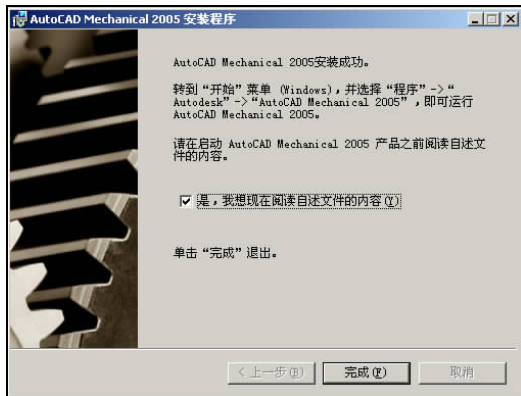 AutoCAD Mechanical 2005 安装程序
AutoCAD Mechanical 2005安装成功。
转到“开始”菜单 (Windows)，并选择“程序”->“
Autodesk”->“AutoCAD Mechanical 2005”，即可运行
AutoCAD Mechanical 2005。
请在启动 AutoCAD Mechanical 2005 产品之前阅读自述文
件的内容。
是，我想现在阅读自述文件的内容(Y)
单击“完成”退出。
<上一步(B) 完成(F) 取消